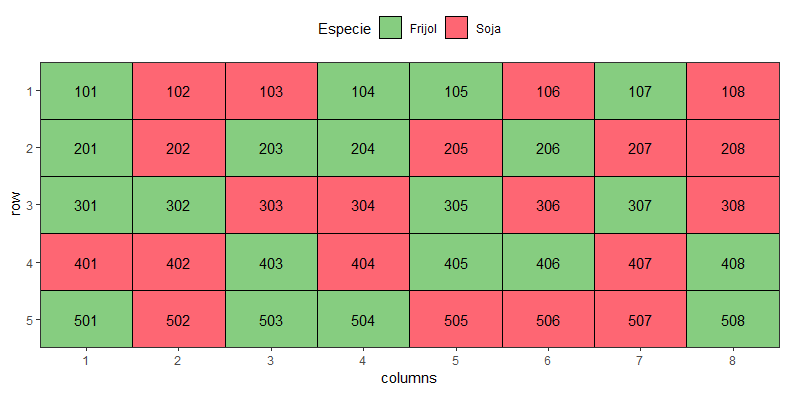 Especie Frijol Soja
1 101 102 103 104 105 106 107 108
2 201 202 203 204 205 206 207 208
row 3 301 302 303 304 305 306 307 308
4 401 402 403 404 405 406 407 408
5 501 502 503 504 505 506 507 508
1 2 3 4 5 6 7 8
columns